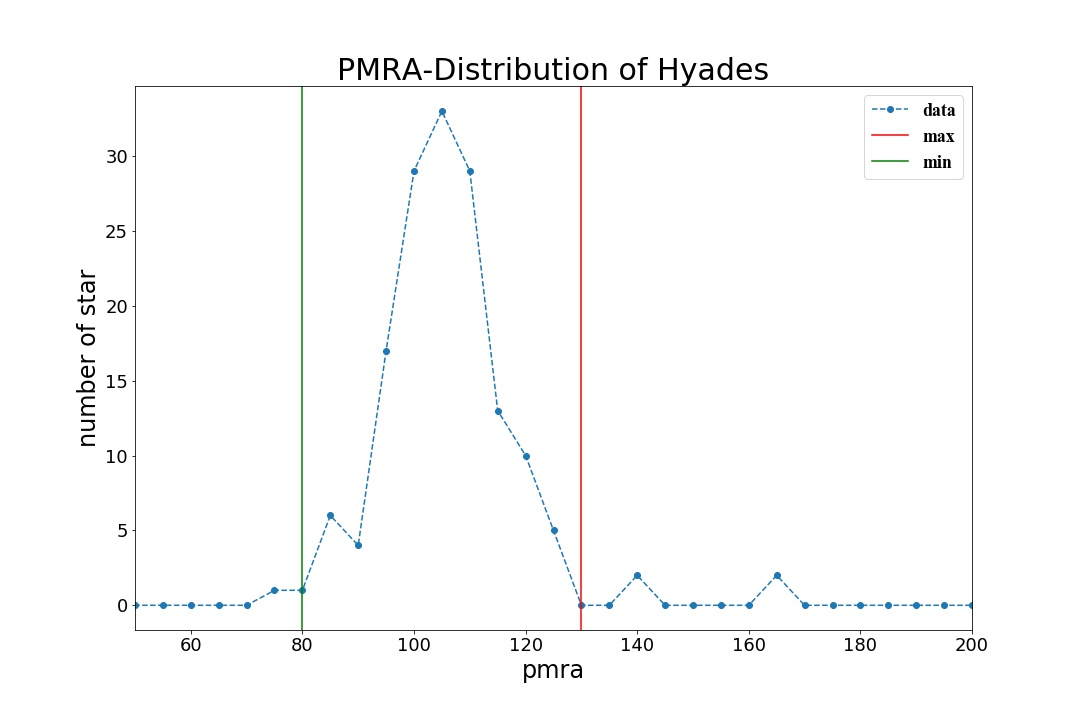 PMRA-Distribution of Hyades
data
max
min
number of star
30
25
20
15
10
5
0
60 80 100 120 140 160 180 200
pmra